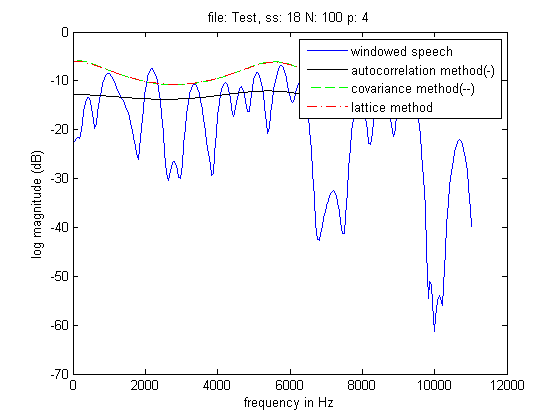 file: Test, ss: 18 N: 100 p: 4
windowed speech
autocorrelation method(-)
covariance method(--)
lattice method
log magnitude (dB)
0
-10
-20
-30
-40
-50
-60
-70
0
2000
4000
6000
8000
10000
12000
frequency in Hz